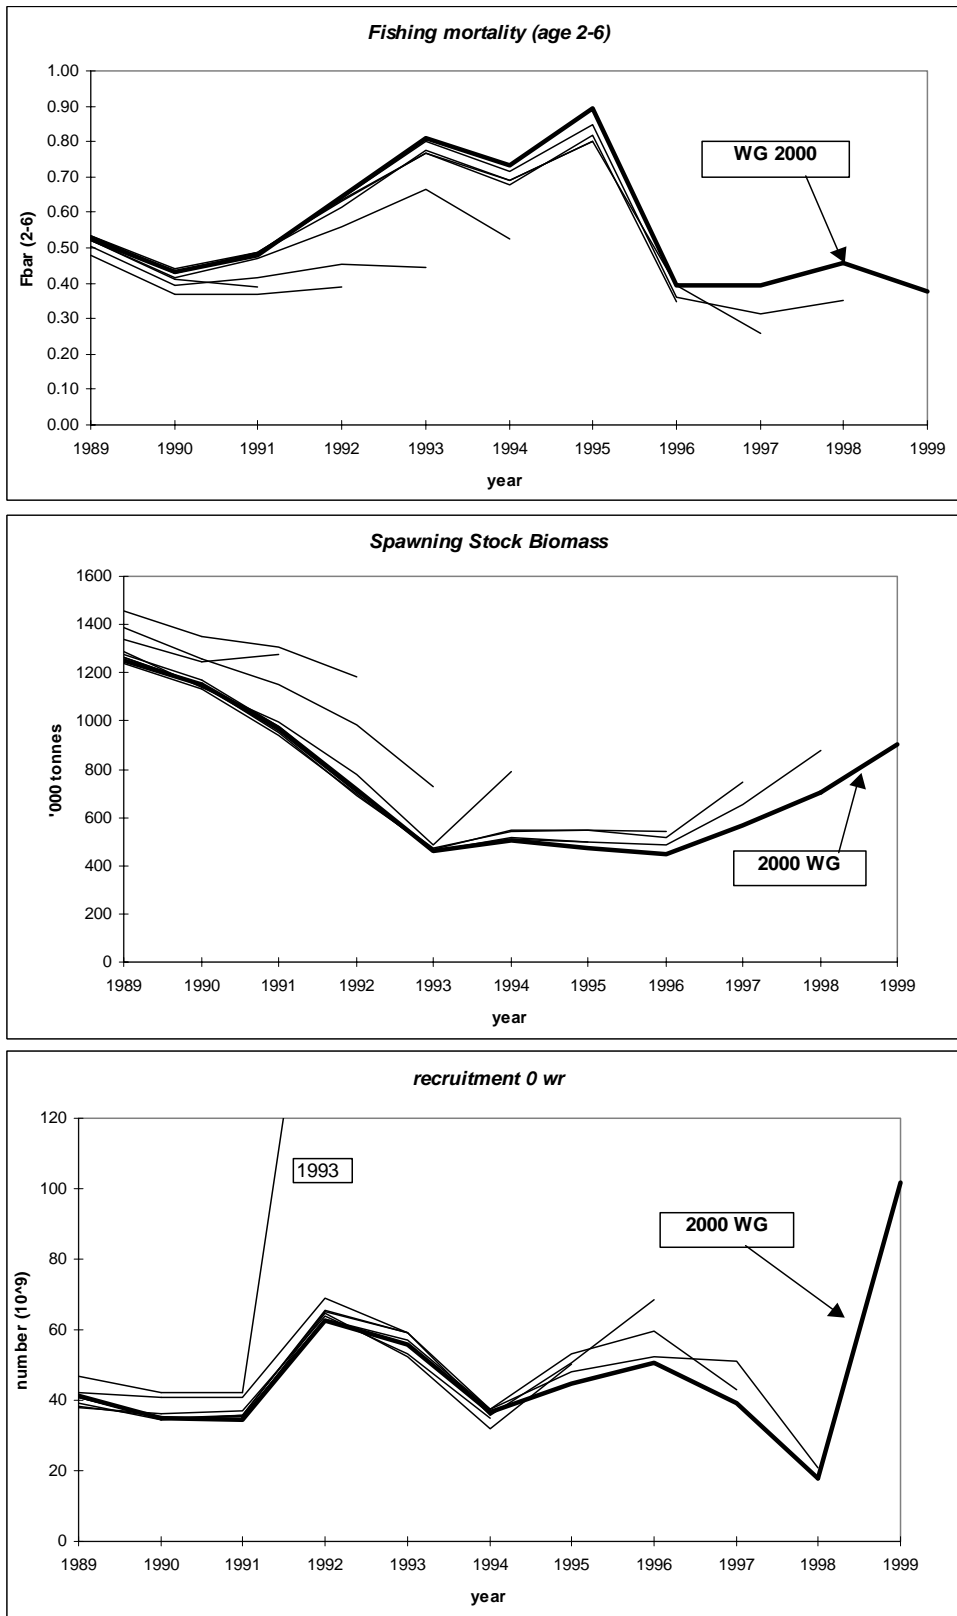 Fishing mortality (age 2-6)
1.00
0.90
0.80
0.70
0.60
0.50
0.40
0.30
0.20
0.10
0.00
Fbar (2-6)
WG 2000
1989 1990 1991 1992 1993 1994 1995 1996 1997 1998 1999
year
Spawning Stock Biomass
1600
1400
1200
1000
800
600
400
200
0
'000 tonnes
2000 WG
1989 1990 1991 1992 1993 1994 1995 1996 1997 1998 1999
year
recruitment 0 wr
120
100
80
60
40
20
0
number (10^9)
1993
2000 WG
1989 1990 1991 1992 1993 1994 1995 1996 1997 1998 1999
year